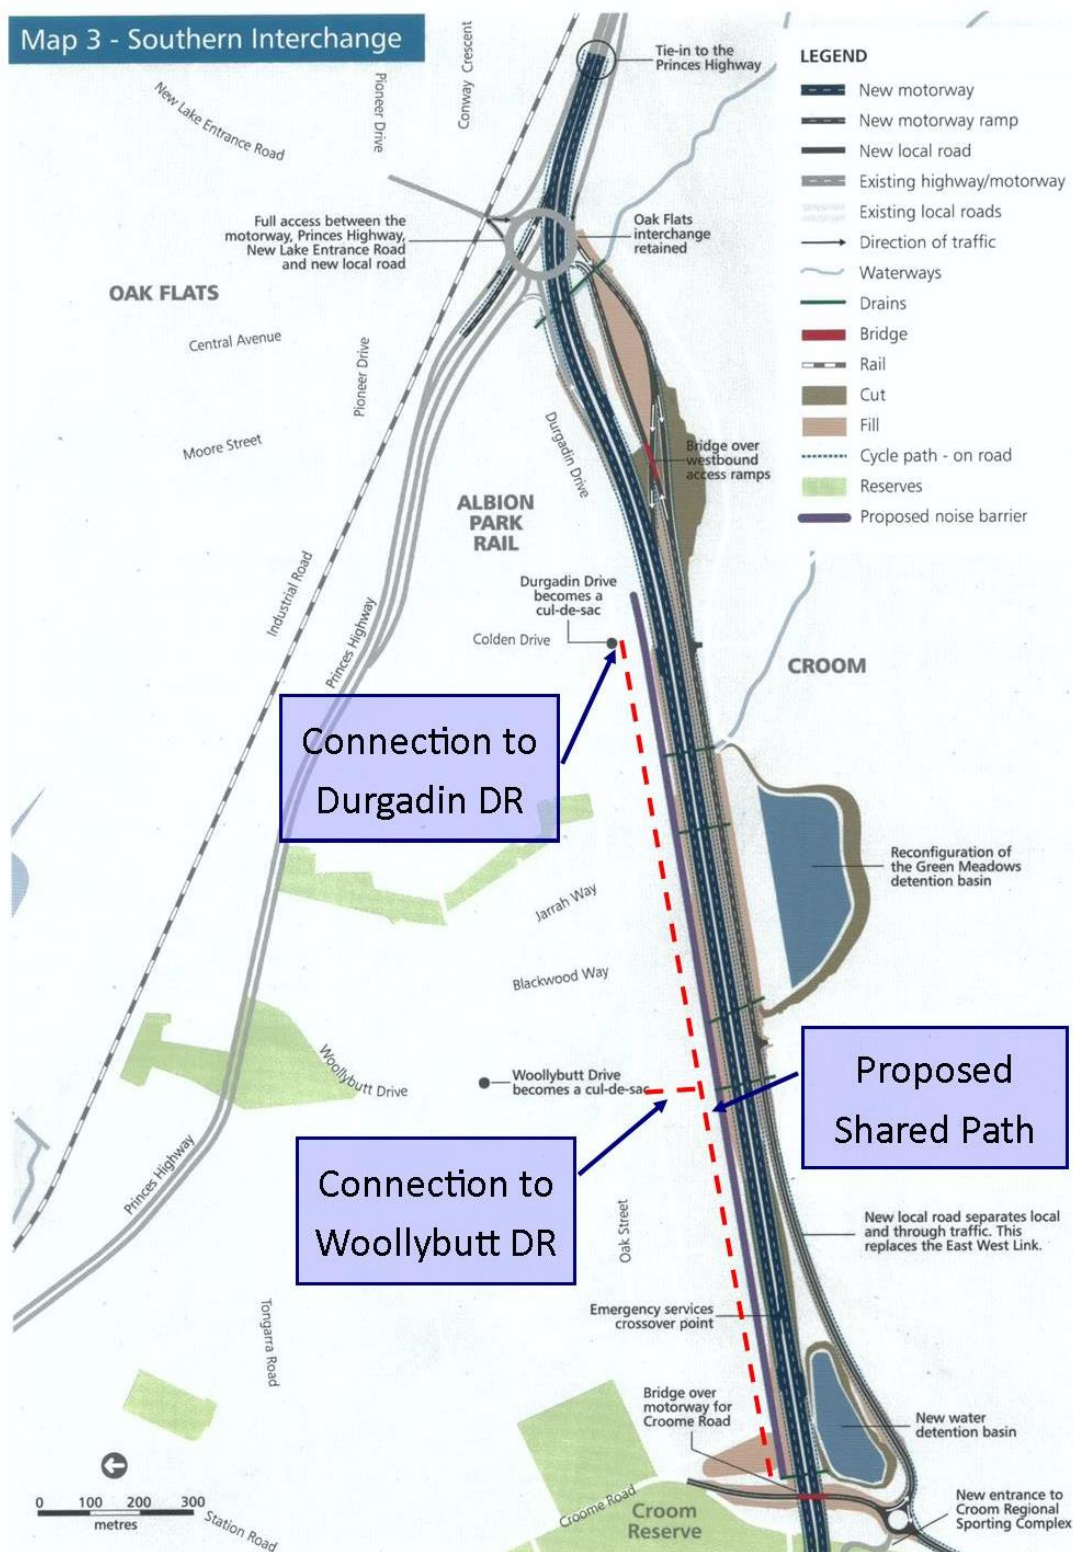 Map 3 - Southern Interchange
Conway Crescent
Pioneer Drive
New Lake Entrance Road
Tie-in to the
Princes Highway
LEGEND
New motorway
New motorway ramp
New local road
Existing highway/motorway
Existing local roads
Direction of traffic
Waterways
Drains
Bridge
Rail
Cut
Fill
Cycle path - on road
Reserves
Proposed noise barrier
Full access between the
motorway, Princes Highway,
New Lake Entrance Road
and new local road
Oak Flats
interchange
retained
OAK FLATS
Central Avenue
Pioneer Drive
Moore Street
Durgadin Drive
Bridge over
westbound
access ramps
ALBION
PARK
RAIL
Industrial Road
Princes Highway
Durgadin Drive
becomes a
cul-de-sac
Colden Drive
CROOM
Connection to
Durgadin DR
Reconfiguration of
the Green Meadows
detention basin
Jarrah Way
Blackwood Way
Woollybutt Drive
Woollybutt Drive
becomes a cul-de-sac
Proposed
Shared Path
Princes Highway
Connection to
Woollybutt DR
Oak Street
New local road separates local
and through traffic. This
replaces the East West Link.
Emergency services
crossover point
Tongarra Road
Bridge over
motorway for
Croome Road
New water
detention basin
0 100 200 300
metres
Station Road
Croome Road
Croom
Reserve
New entrance to
Croom Regional
Sporting Complex